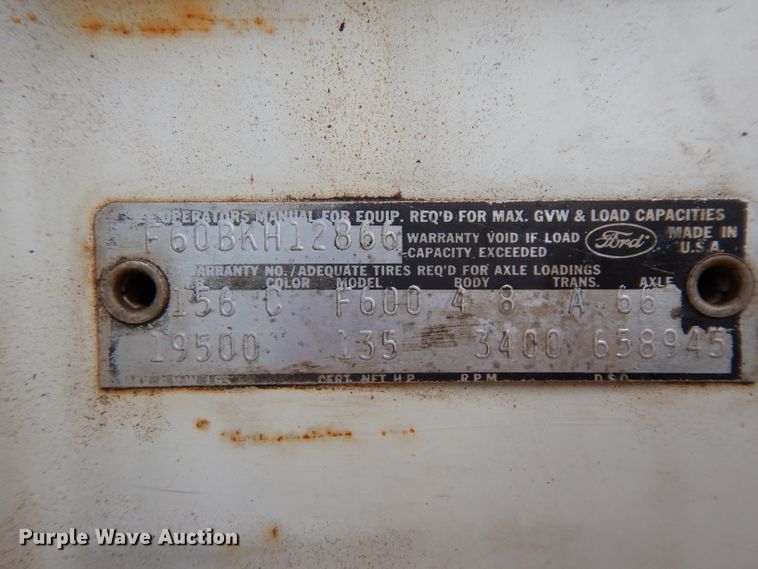 OPERATORS MANUAL FOR EQUIP. REQ'D FOR MAX. GVW & LOAD CAPACITIES
F60BKH12866 WARRANTY VOID IF LOAD Ford MADE IN
CAPACITY EXCEEDED U.S.A.
WARRANTY NO./ADEQUATE TIRES REQ'D FOR AXLE LOADINGS
COLOR MODEL BODY TRANS. AXLE
156 C F600 4 8 A 66
19500 135 3400 658945
CERT. NET H.P. R.P.M. D.S.O.
Purple Wave Auction